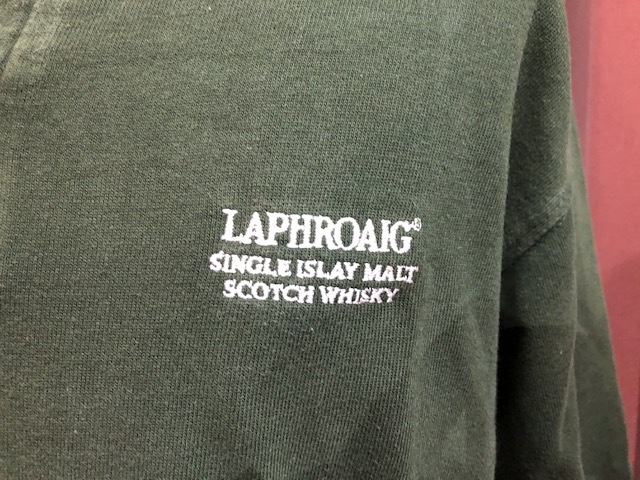 LAPHROAIG®
SINGLE ISLAY MALT
SCOTCH WHISKY